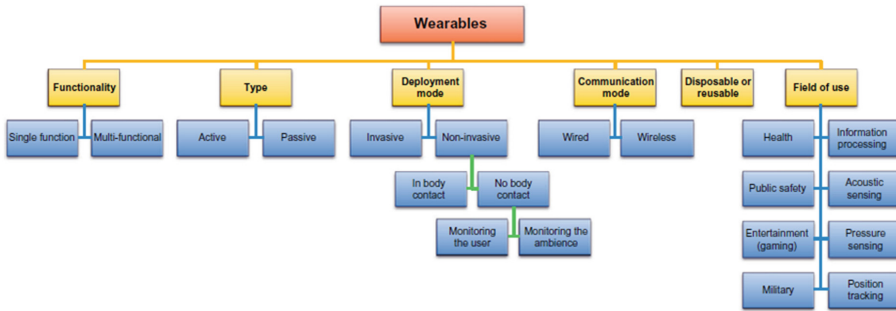 Wearables
Functionality
Type
Deployment
mode
Communication
mode
Disposable or
reusable
Field of use
Single function
Multi-functional
Active
Passive
Invasive
Non-invasive
Wired
Wireless
Health
Information
processing
In body
contact
No body
contact
Public safety
Acoustic
sensing
Monitoring
the user
Monitoring the
ambience
Entertainment
(gaming)
Pressure
sensing
Military
Position
tracking